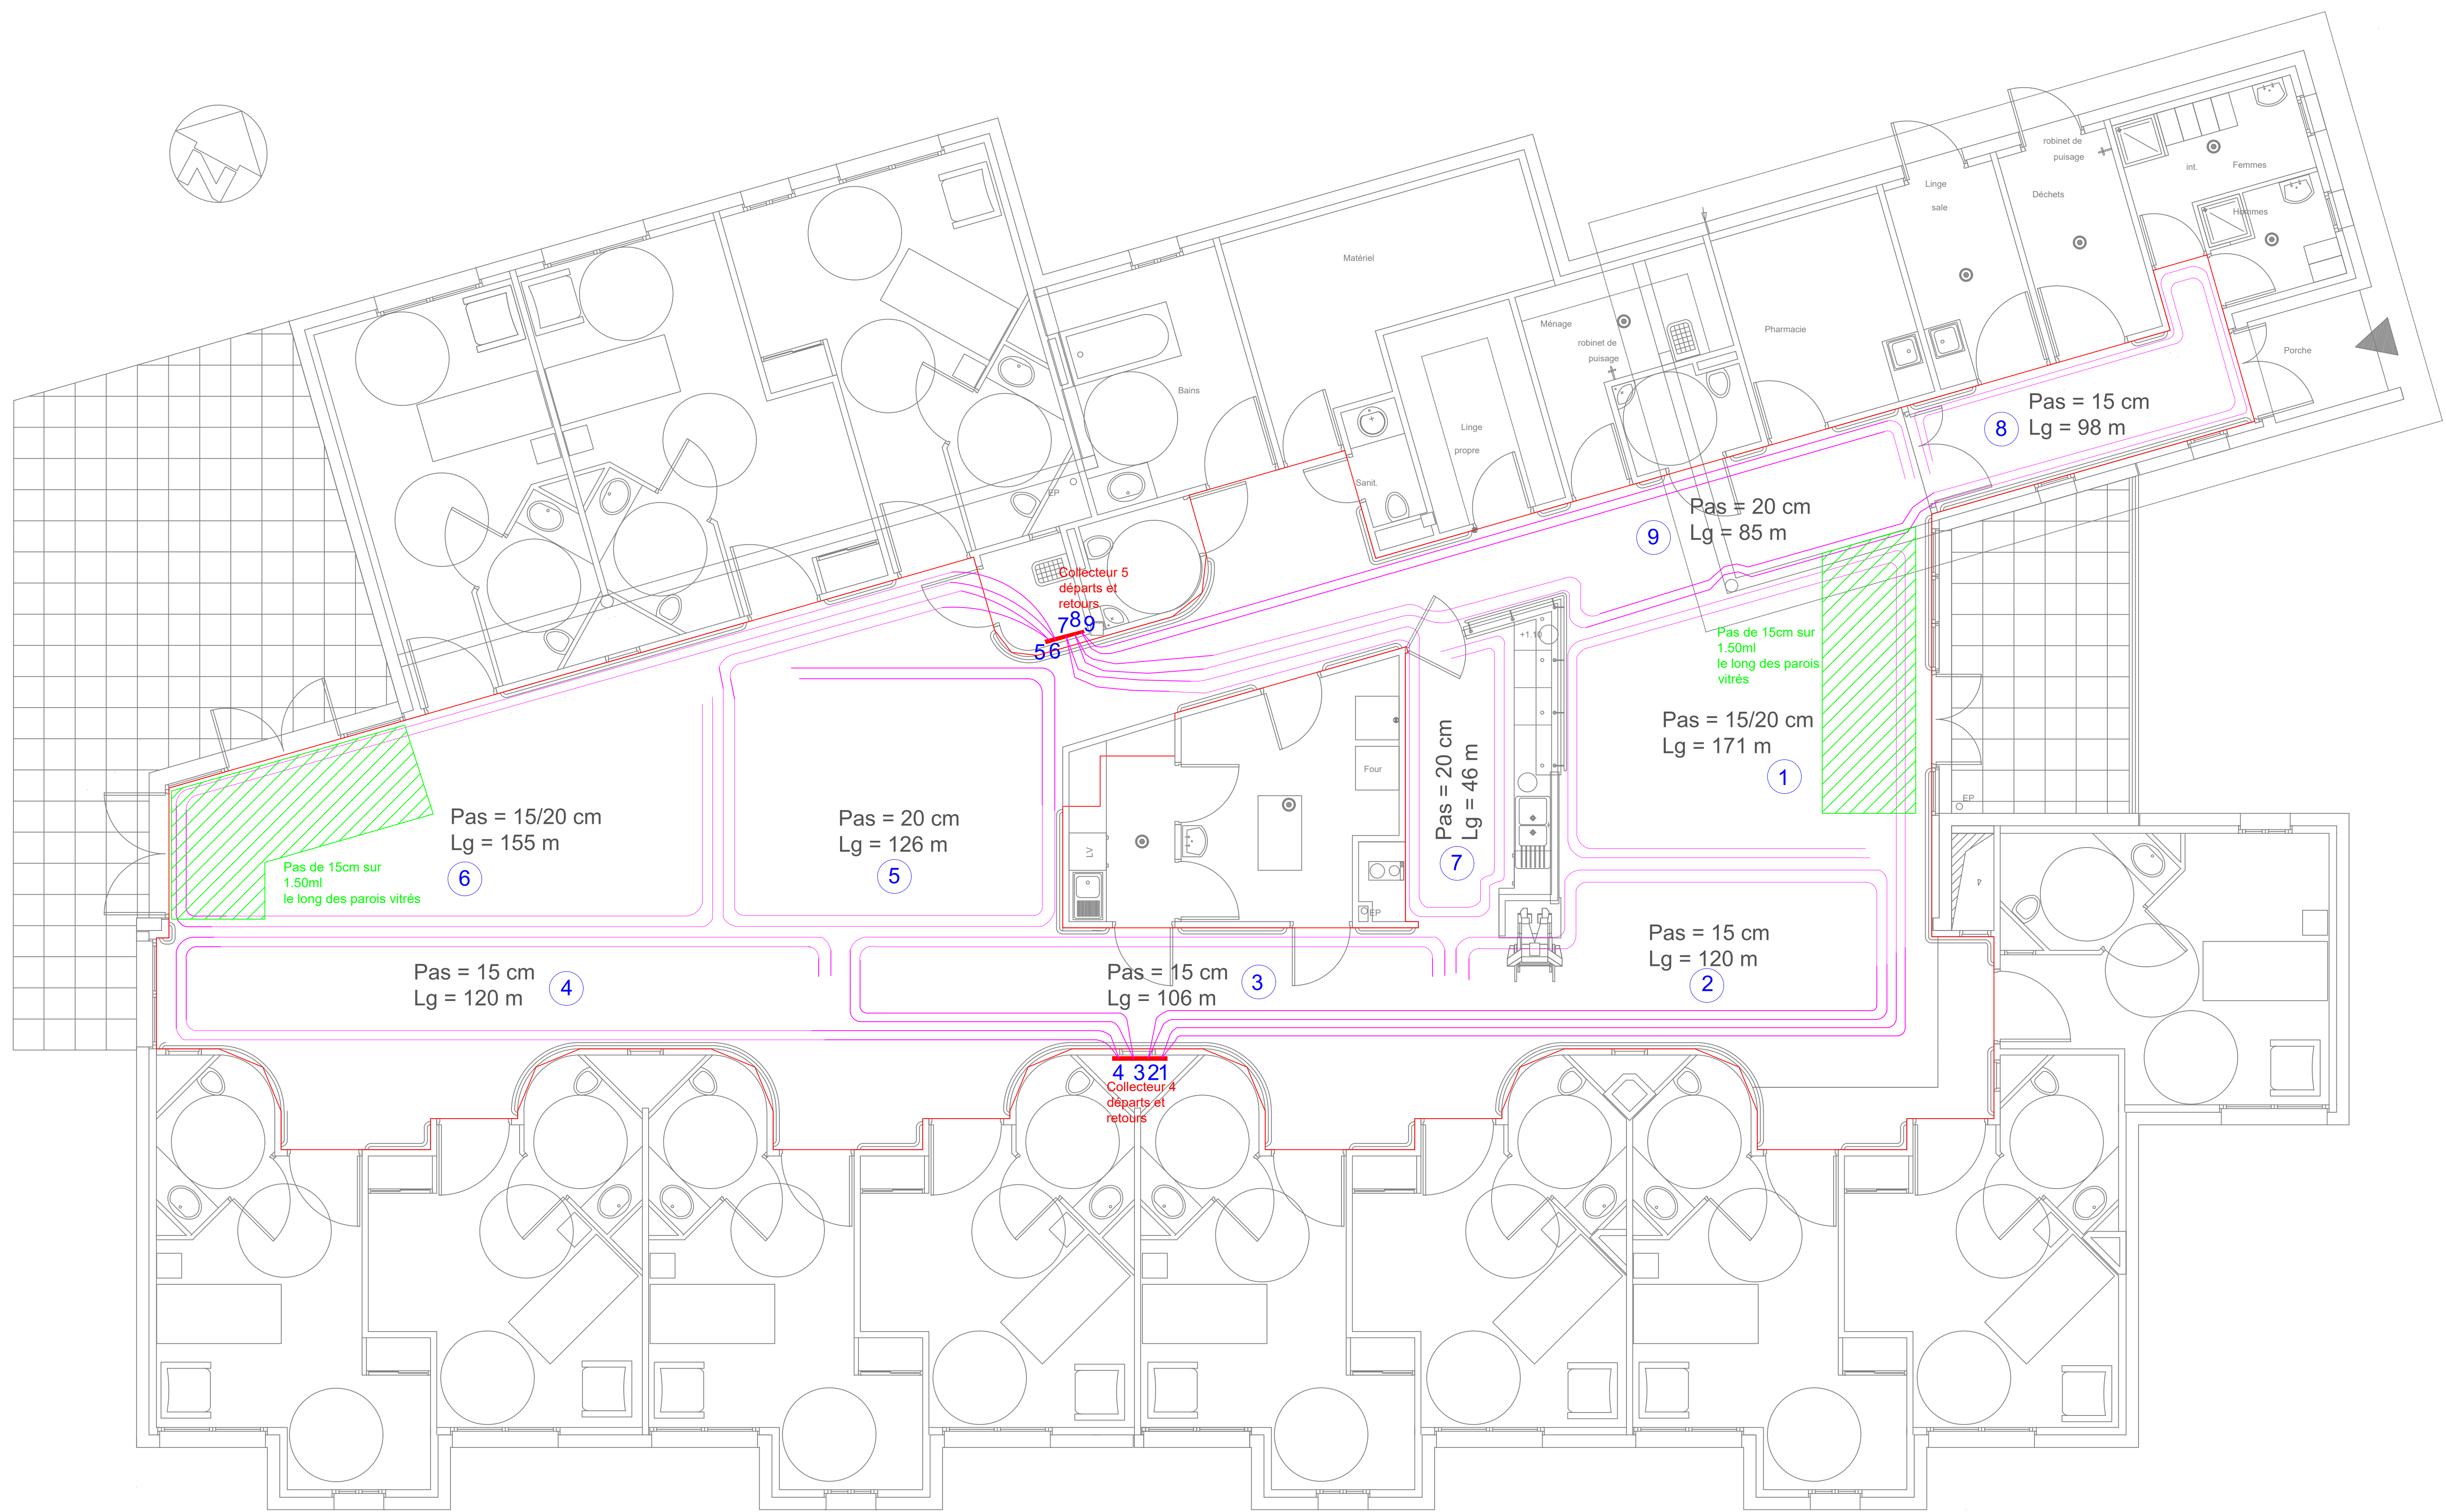 robinet de
puisage
int.
Femmes
Linge
sale
Déchets
Hommes
Matériel
Ménage
robinet de
puisage
Pharmacie
Porche
Bains
Linge
propre
Sanit.
EP
Pas = 15 cm
Lg = 98 m
8
Pas = 20 cm
Lg = 85 m
9
Collecteur 5
départs et
retours
7
8
9
5
6
+1.10
Pas de 15cm sur
1.50ml
le long des parois
vitrés
Pas = 15/20 cm
Lg = 171 m
1
Pas = 20 cm
Lg = 46 m
7
Four
LV
EP
EP
Pas = 15/20 cm
Lg = 155 m
6
Pas de 15cm sur
1.50ml
le long des parois vitrés
Pas = 20 cm
Lg = 126 m
5
Pas = 15 cm
Lg = 120 m
4
Pas = 15 cm
Lg = 106 m
3
Pas = 15 cm
Lg = 120 m
2
4 3 2 1
Collecteur 4
départs et
retours